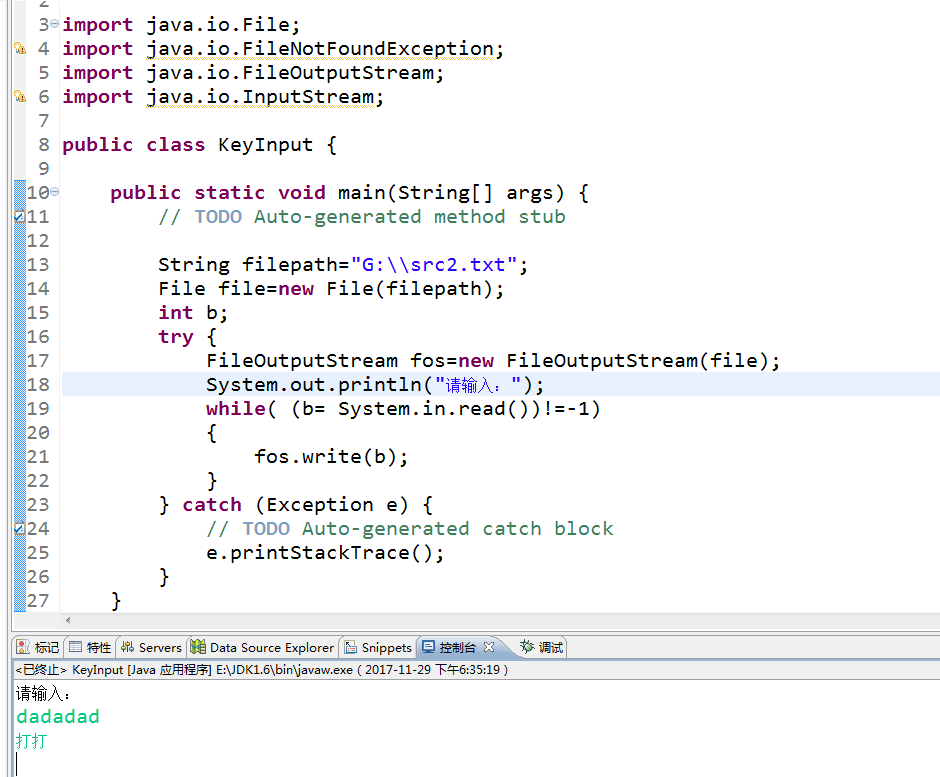 2
3 import java.io.File;
4 import java.io.FileNotFoundException;
5 import java.io.FileOutputStream;
6 import java.io.InputStream;
7
8 public class KeyInput {
9
10     public static void main(String[] args) {
11         // TODO Auto-generated method stub
12
13         String filepath="G:\\src2.txt";
14         File file=new File(filepath);
15         int b;
16         try {
17             FileOutputStream fos=new FileOutputStream(file);
18             System.out.println("请输入：");
19             while( (b= System.in.read())!=-1)
20             {
21                 fos.write(b);
22             }
23         } catch (Exception e) {
24             // TODO Auto-generated catch block
25             e.printStackTrace();
26         }
27     }
标记 特性 Servers Data Source Explorer Snippets 控制台 调试
<已终止> KeyInput [Java 应用程序] E:\JDK1.6\bin\javaw.exe ( 2017-11-29 下午6:35:19 )
请输入：
dadadad
打打